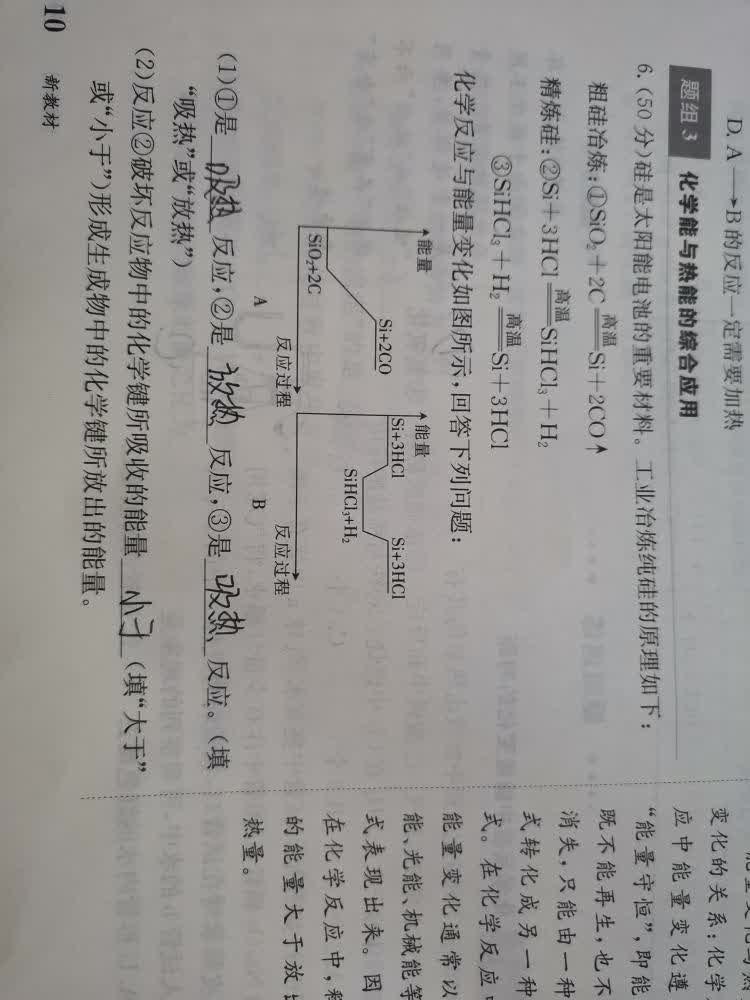 D. A⟶B 的反应一定需要加热
题组 3 化学能与热能的综合应用
6. (50 分)硅是太阳能电池的重要材料。工业冶炼纯硅的原理如下：
粗硅冶炼：①SiO₂+2C══高温══Si+2CO↑
精炼硅：②Si+3HCl══高温══SiHCl₃+H₂
③SiHCl₃+H₂══高温══Si+3HCl
化学反应与能量变化如图所示，回答下列问题：
能量
Si+2CO
SiO₂+2C
反应过程
A
能量
Si+3HCl
Si+3HCl
SiHCl₃+H₂
反应过程
B
(1)①是 吸热 反应，②是 放热 反应，③是 吸热 反应。(填
“吸热”或“放热”)
(2)反应②破坏反应物中的化学键所吸收的能量 小于 (填“大于”
或“小于”)形成生成物中的化学键所放出的能量。
10 新教材
变化的关系：化学
应中能量变化遵
“能量守恒”，即能
既不能再生，也不
消失，只能由一种
式转化成另一种
式。在化学反应
能量变化通常以
能、光能、机械能等
式表现出来。因
在化学反应中，
的能量大于放出
热量。